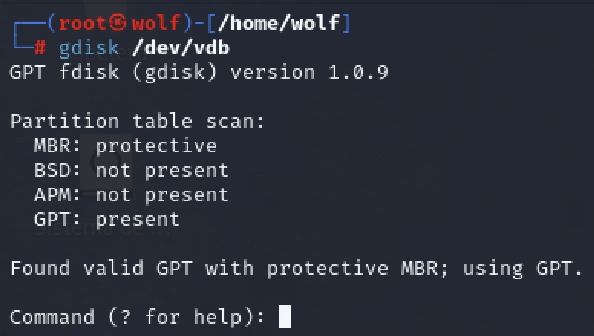 ┌──(root㉿wolf)-[/home/wolf]
└─# gdisk /dev/vdb
GPT fdisk (gdisk) version 1.0.9

Partition table scan:
  MBR: protective
  BSD: not present
  APM: not present
  GPT: present

Found valid GPT with protective MBR; using GPT.

Command (? for help):